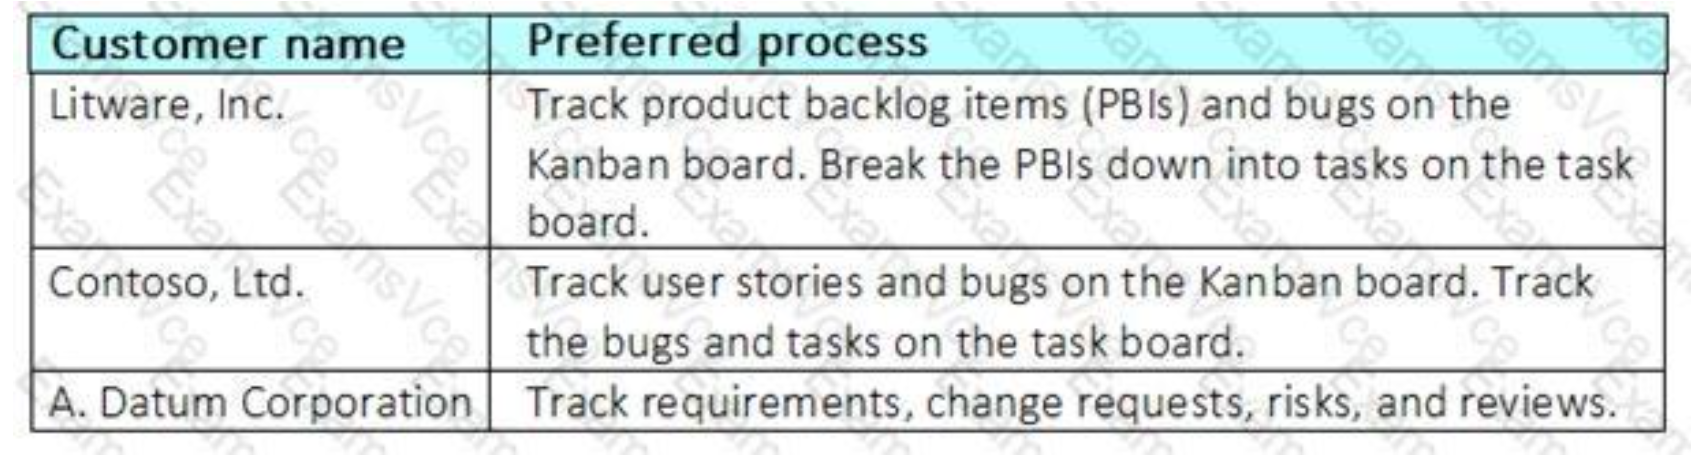 Customer name Preferred process
Litware, Inc. Track product backlog items (PBIs) and bugs on the
Kanban board. Break the PBIs down into tasks on the task
board.
Contoso, Ltd. Track user stories and bugs on the Kanban board. Track
the bugs and tasks on the task board.
A. Datum Corporation Track requirements, change requests, risks, and reviews.